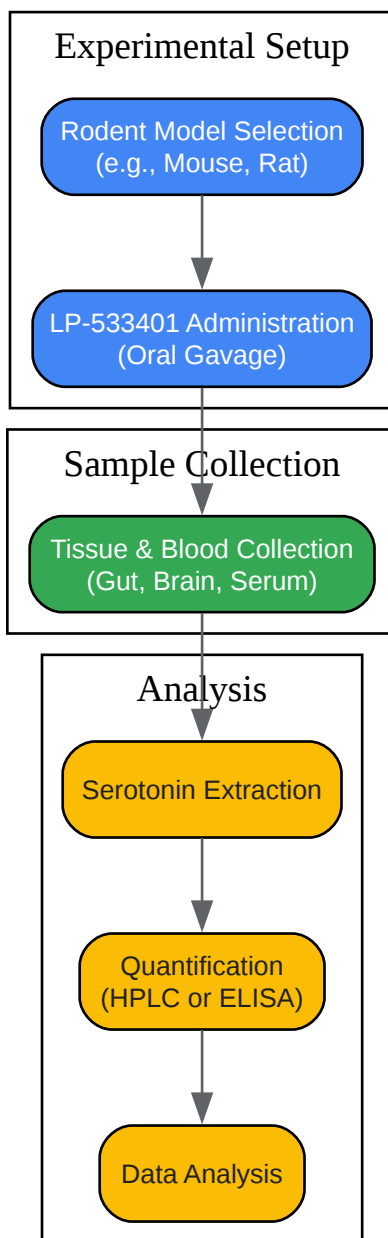 Experimental Setup
Rodent Model Selection
(e.g., Mouse, Rat)
LP-533401 Administration
(Oral Gavage)
Sample Collection
Tissue & Blood Collection
(Gut, Brain, Serum)
Analysis
Serotonin Extraction
Quantification
(HPLC or ELISA)
Data Analysis